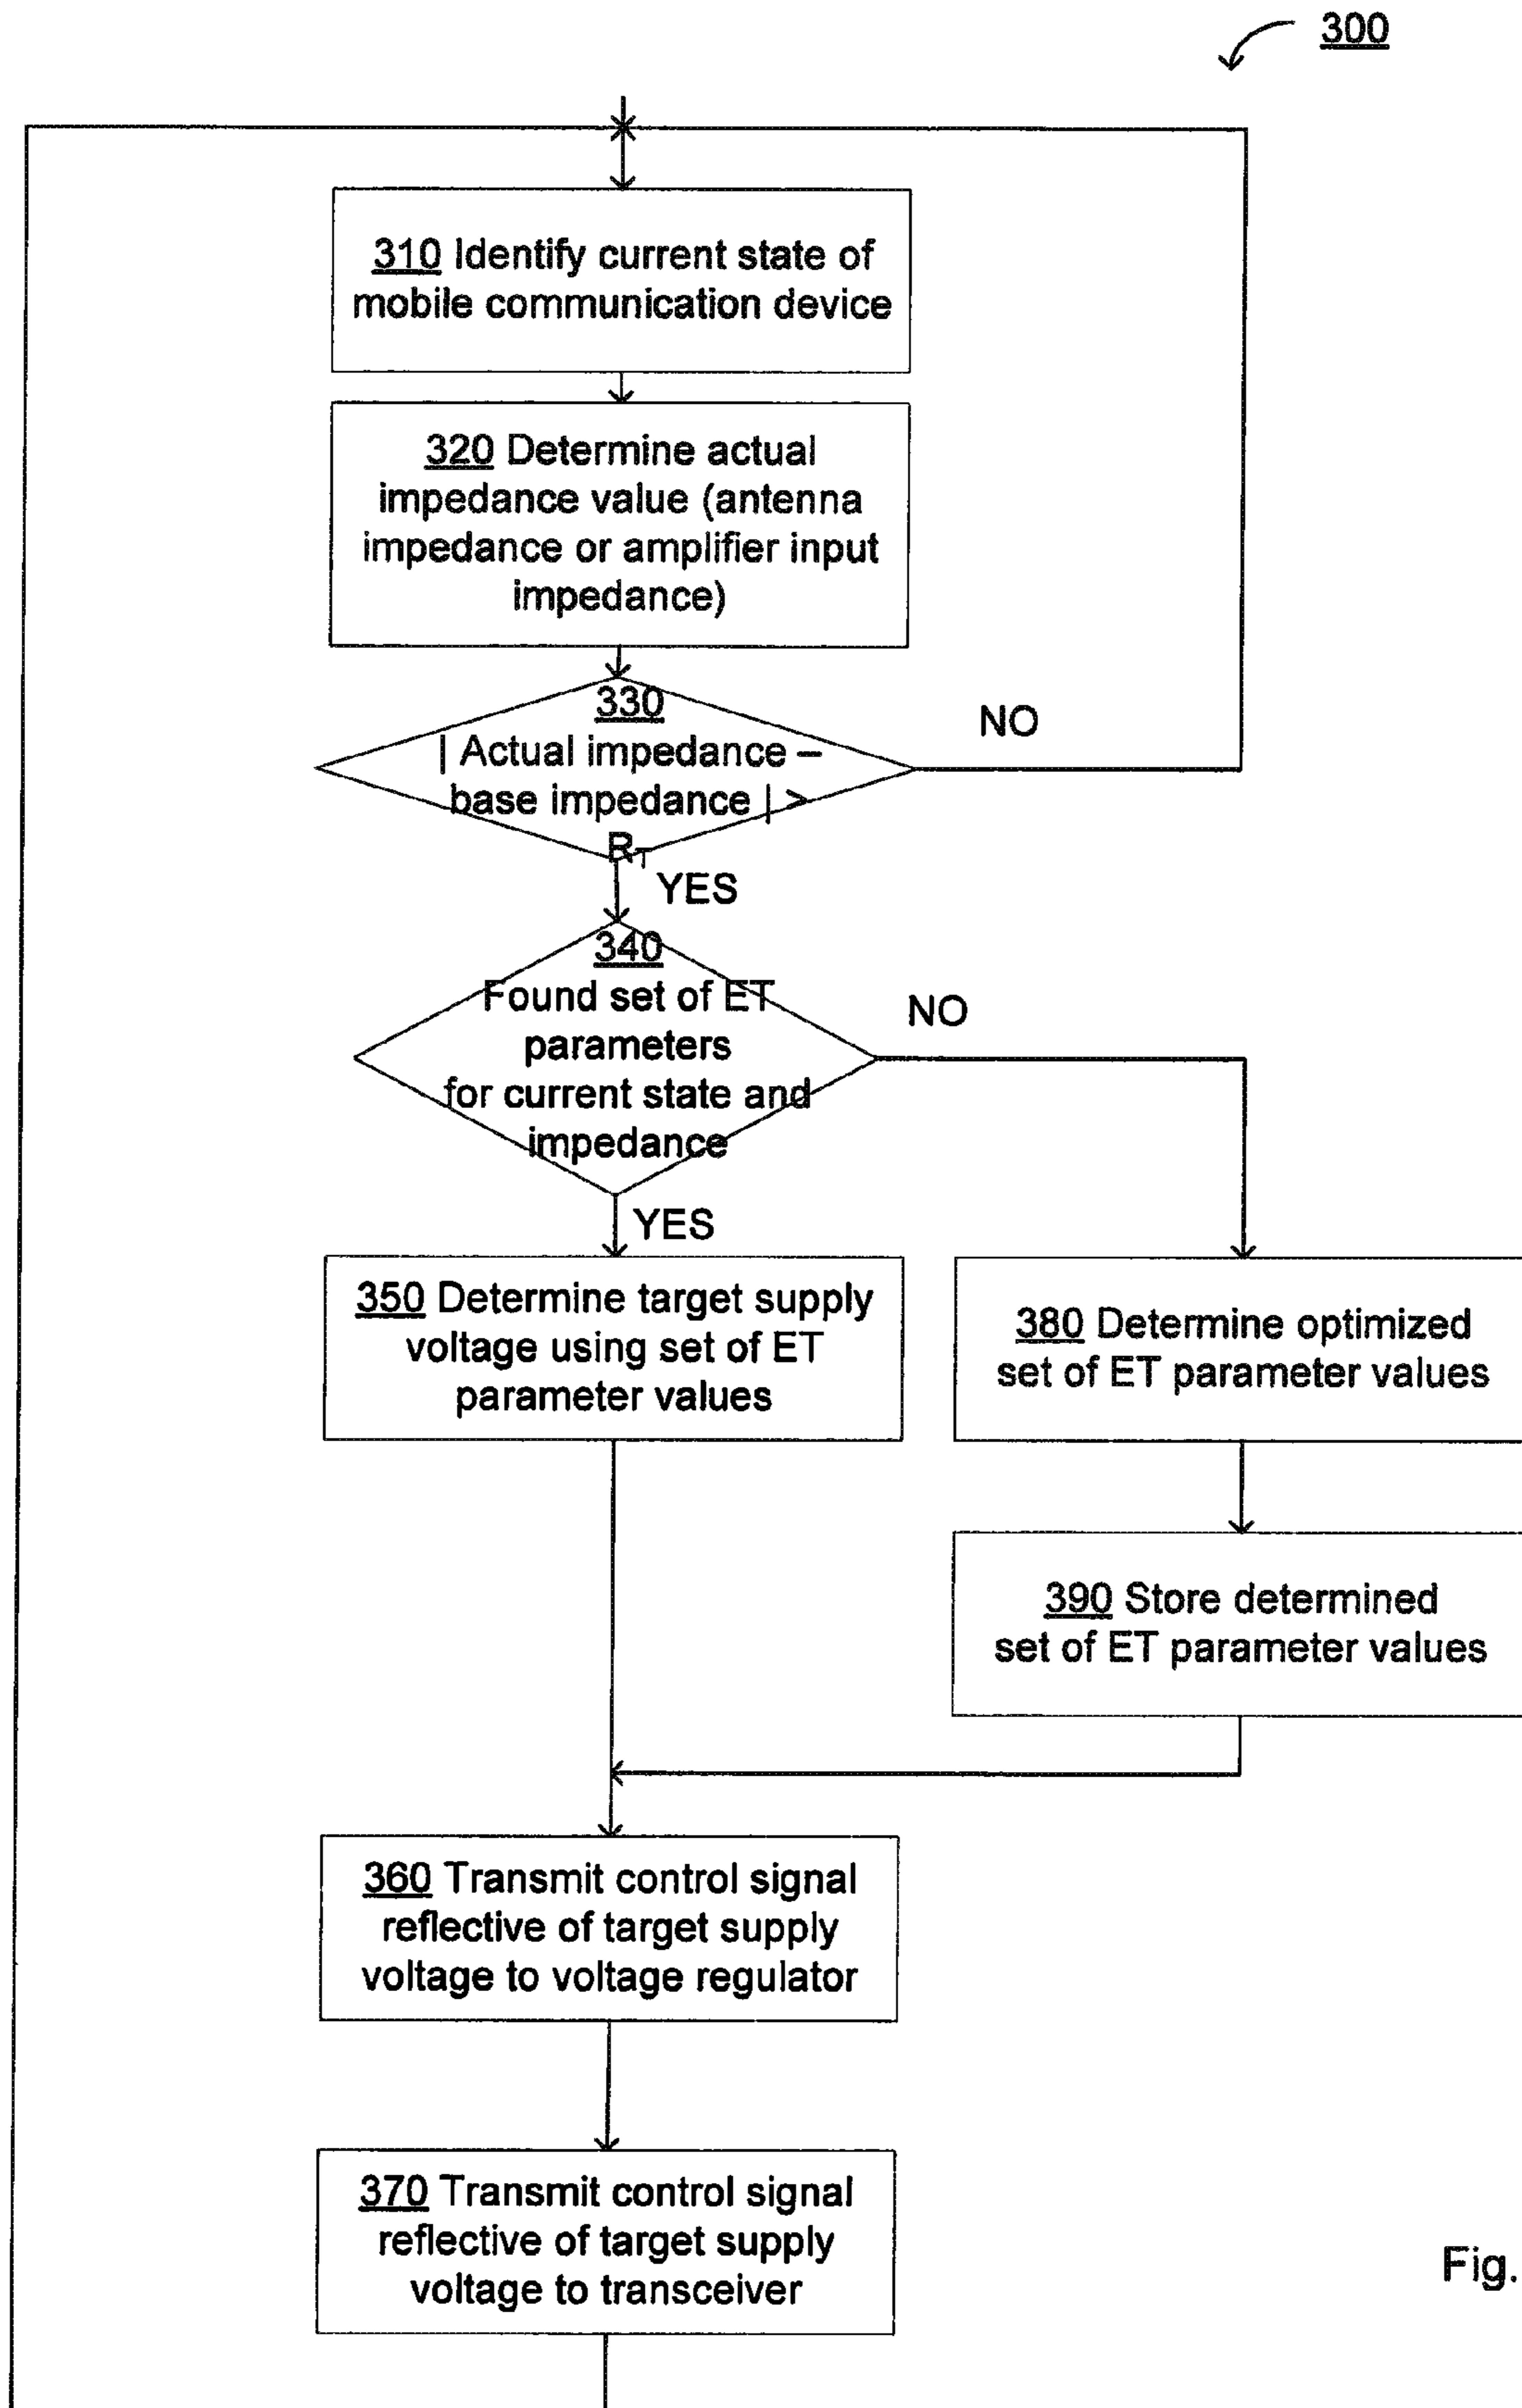 300
310 Identify current state of
mobile communication device
320 Determine actual
impedance value (antenna
impedance or amplifier input
impedance)
330
| Actual impedance –
base impedance | >
R_T
NO
YES
340
Found set of ET
parameters
for current state and
impedance
NO
YES
350 Determine target supply
voltage using set of ET
parameter values
380 Determine optimized
set of ET parameter values
390 Store determined
set of ET parameter values
360 Transmit control signal
reflective of target supply
voltage to voltage regulator
370 Transmit control signal
reflective of target supply
voltage to transceiver
Fig.